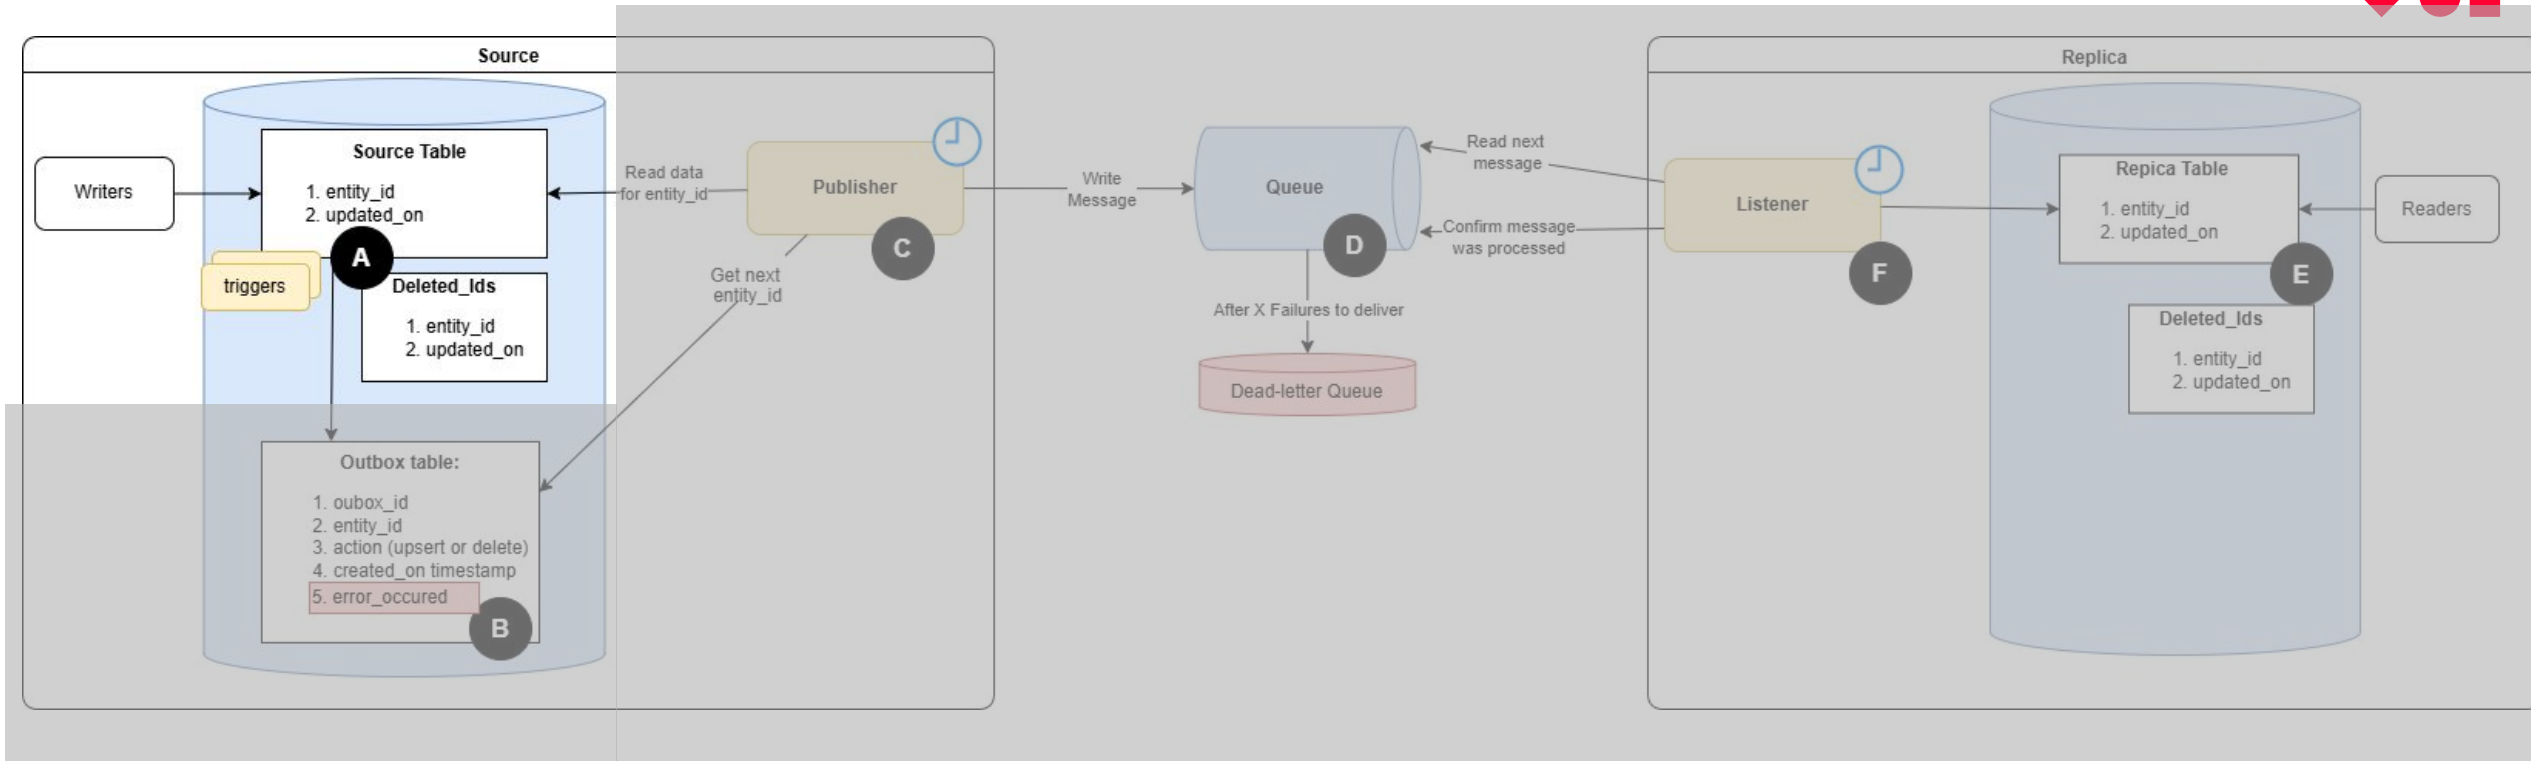 Source
Writers
Source Table
1. entity_id
2. updated_on
A
triggers
Deleted_Ids
1. entity_id
2. updated_on
Outbox table:
1. oubox_id
2. entity_id
3. action (upsert or delete)
4. created_on timestamp
5. error_occured
B
Read data
for entity_id
Publisher
C
Get next
entity_id
Write
Message
Queue
D
After X Failures to deliver
Dead-letter Queue
Read next
message
Confirm message
was processed
Replica
Listener
F
Repica Table
1. entity_id
2. updated_on
E
Deleted_Ids
1. entity_id
2. updated_on
Readers